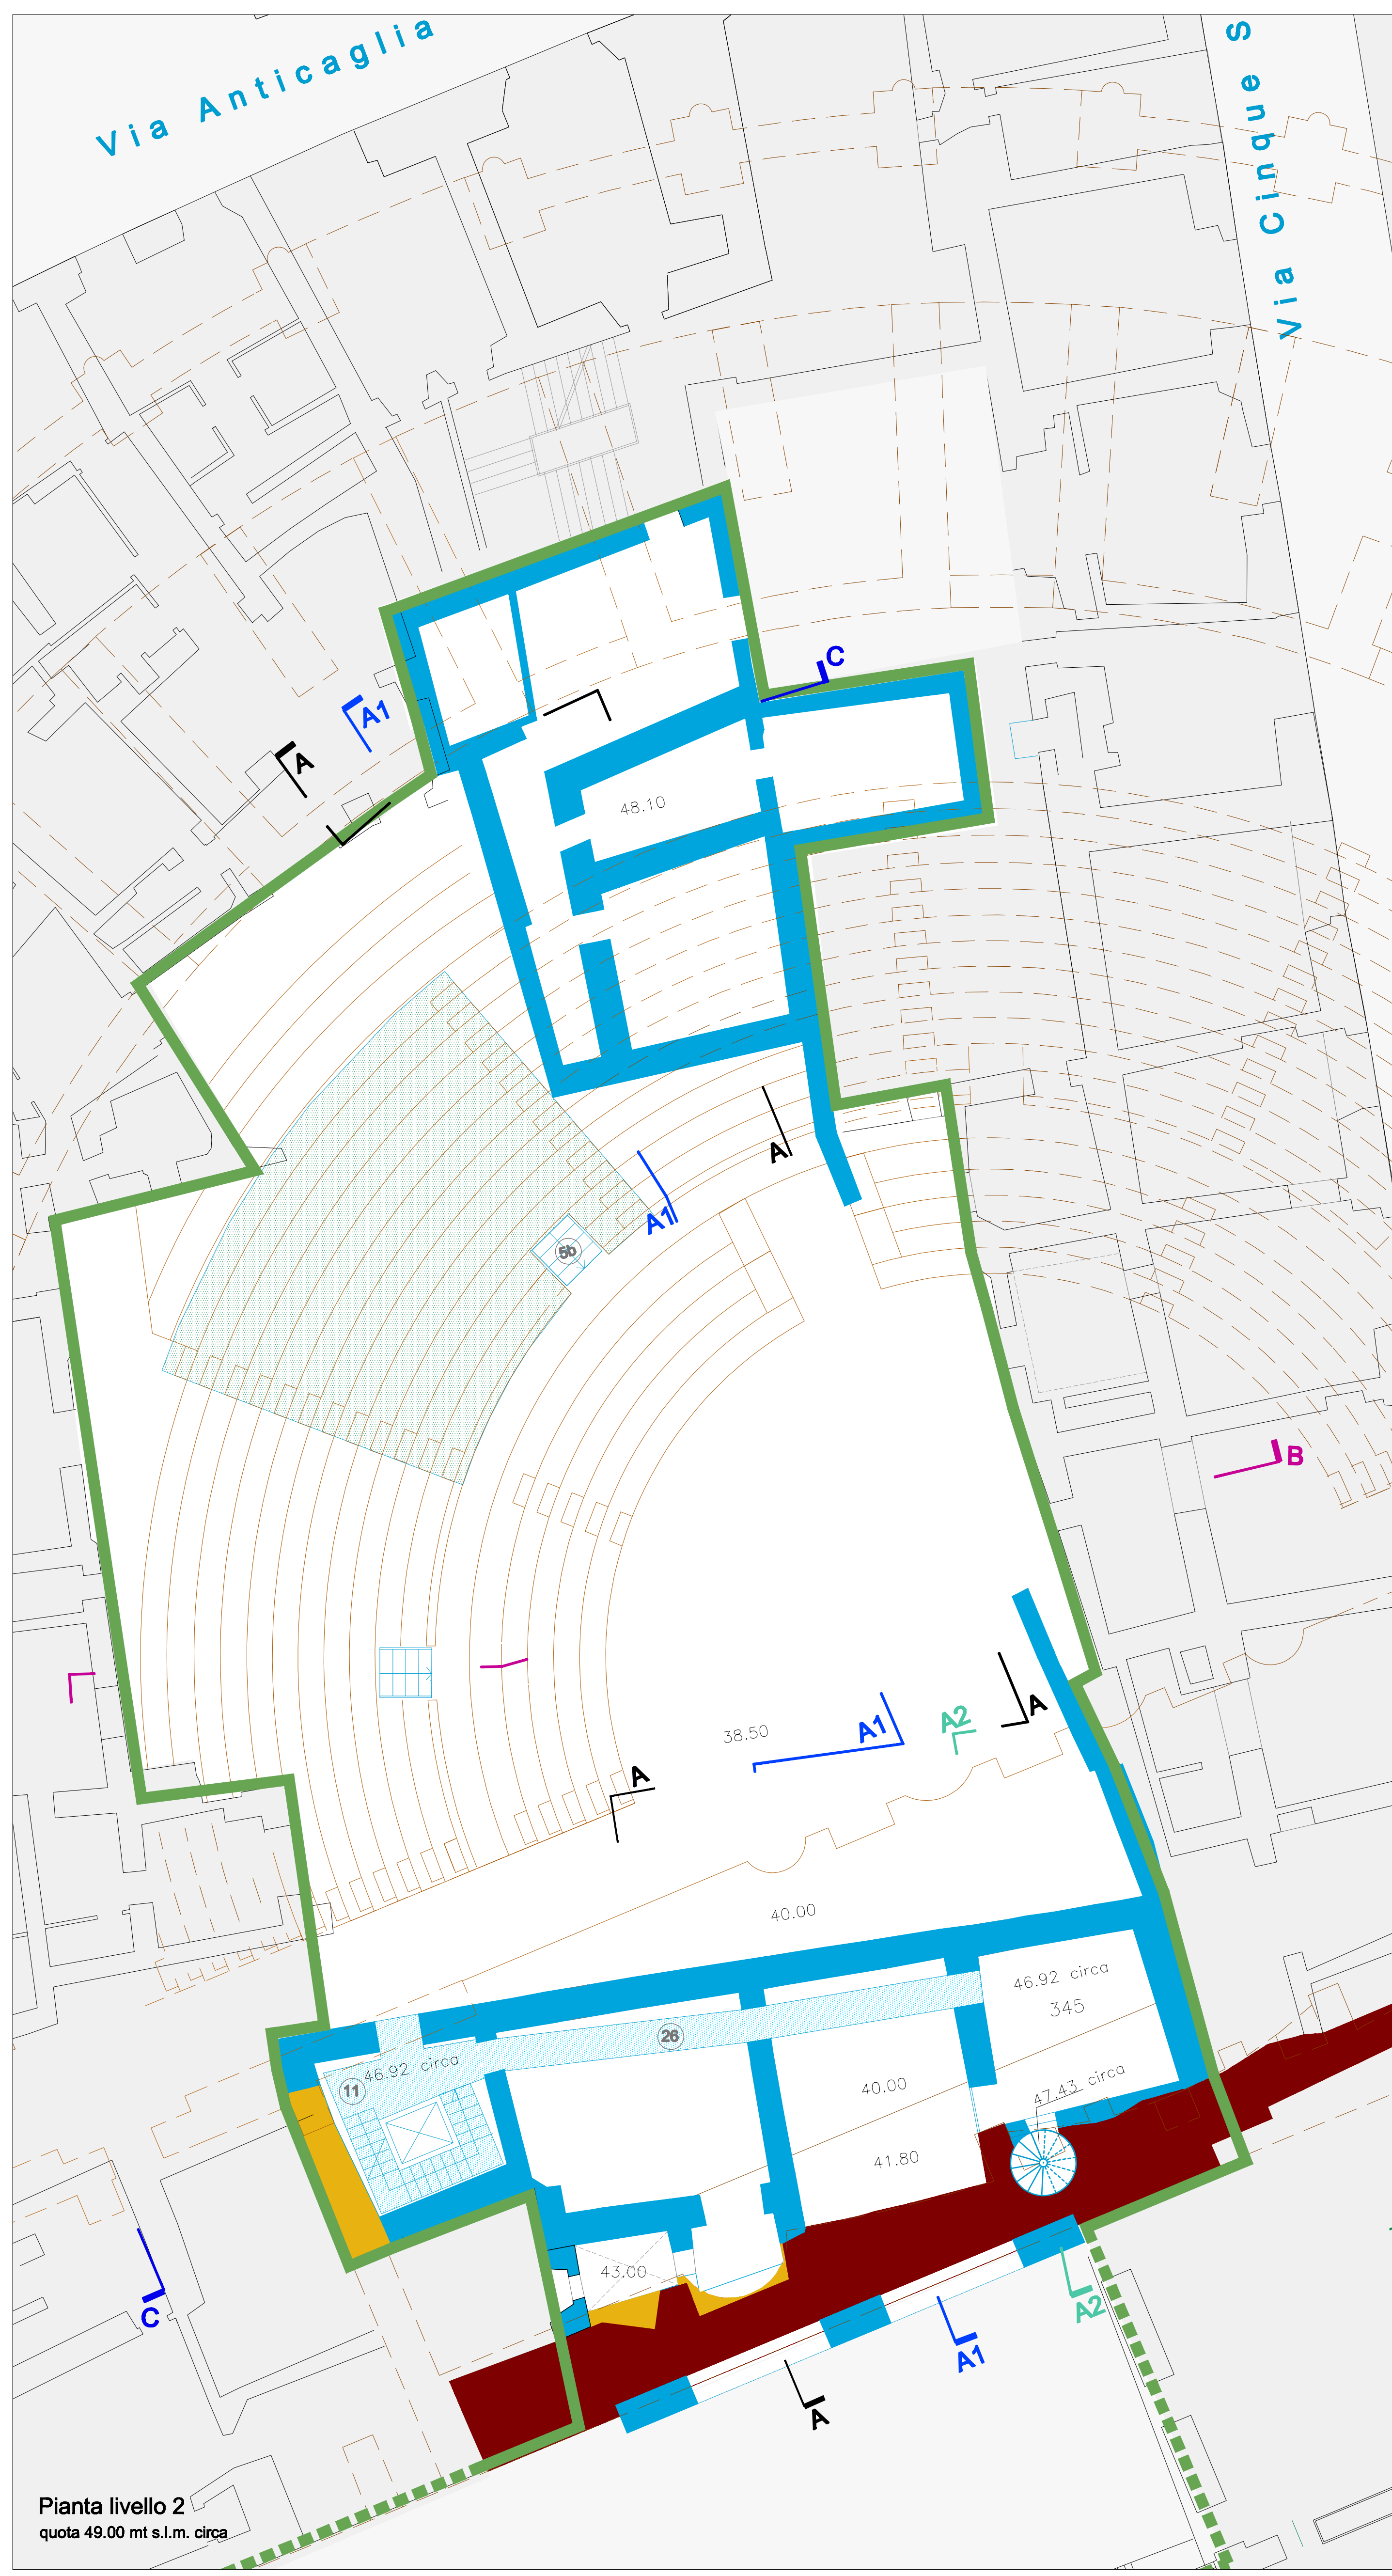 Via Anticaglia
Via Cinque S
C
A1
A
48.10
A
A1
5b
B
A1
A2
A
38.50
A
40.00
46.92 circa
345
26
46.92 circa
11
47.43 circa
40.00
41.80
43.00
C
A2
A1
A
Pianta livello 2
quota 49.00 mt s.l.m. circa